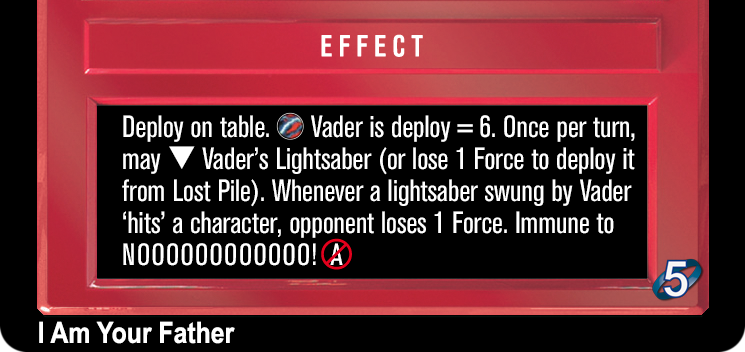 EFFECT
Deploy on table. Vader is deploy = 6. Once per turn,
may ▼ Vader's Lightsaber (or lose 1 Force to deploy it
from Lost Pile). Whenever a lightsaber swung by Vader
'hits' a character, opponent loses 1 Force. Immune to
NOOOOOOOOOOOO! A
5
I Am Your Father